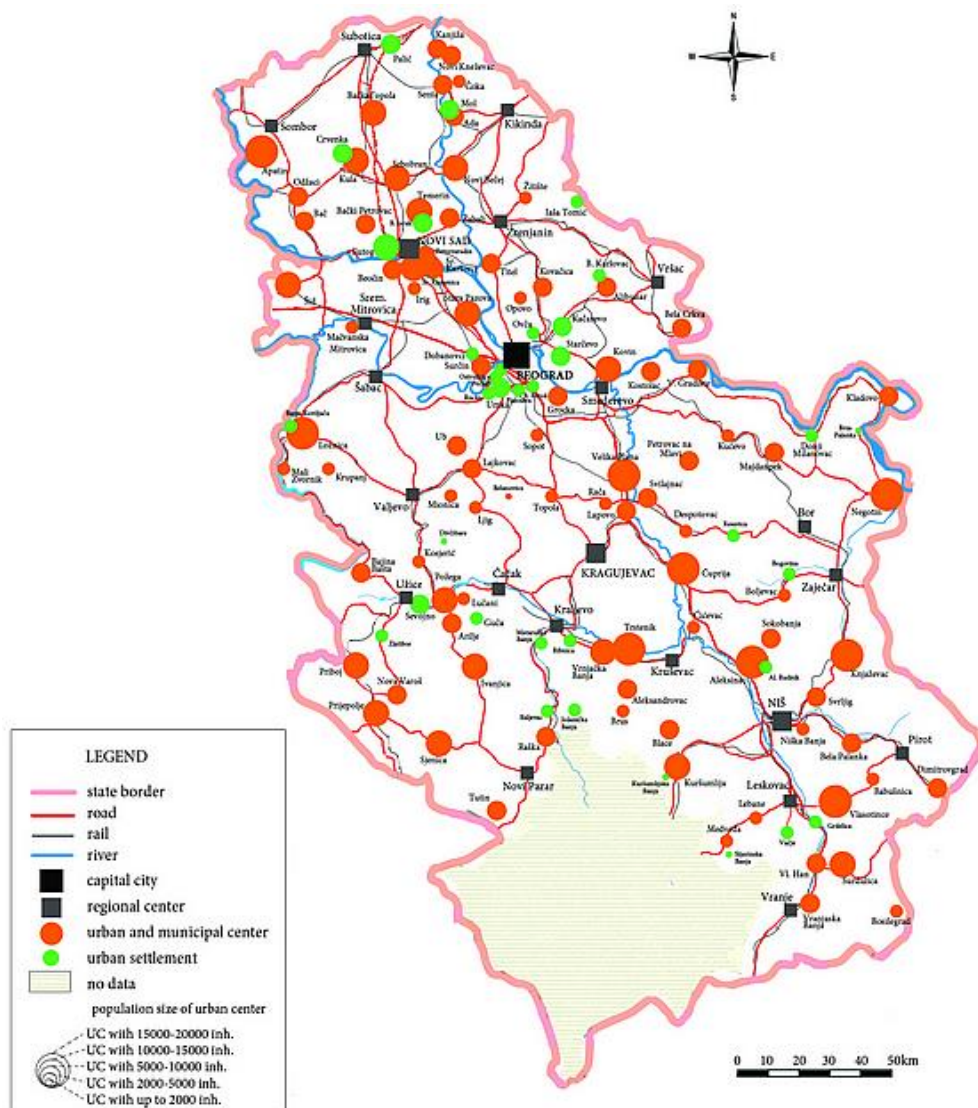 N
W
E
S
Subotica
Palić
Kanjiža
Novi Kneževac
Čoka
Senta
Bačka Topola
Mol
Ada
Kikinda
Sombor
Crvenka
Apatin
Kula
Srbobran
Novi Bečej
Odžaci
Žitište
Temerin
Jaša Tomić
Bač
Bački Petrovac
Žabalj
Zrenjanin
NOVI SAD
Futog
B. Karlovac
Vršac
Beočin
Titel
Kovačica
Šid
Irig
Opovo
Alibunar
Srem.
Mitrovica
Stara Pazova
Bela Crkva
Kačarevo
Ovča
Mačvanska
Mitrovica
Starčevo
Dobanovci
Surčin
BEOGRAD
Kovin
Kostolac
V. Gradište
Šabac
Smederevo
Kladovo
Grocka
Loznica
Ub
Sopot
Kučevo
Donji
Milanovac
Velika Plana
Petrovac na
Mlavi
Majdanpek
Mali
Zvornik
Krupanj
Lajkovac
Svilajnac
Rača
Negotin
Valjevo
Mionica
Topola
Lapovo
Despotovac
Bor
Ljig
Divčibare
Kosjerić
KRAGUJEVAC
Bajina
Bašta
Požega
Čačak
Ćuprija
Zaječar
Užice
Boljevac
Lučani
Sevojno
Guča
Kraljevo
Arilje
Ćićevac
Sokobanja
Trstenik
Zlatibor
Vrnjačka
Banja
Kruševac
Aleksinac
Al. Rudnik
Knjaževac
Priboj
Ivanjica
Nova Varoš
Aleksandrovac
Svrljig
Prijepolje
Brus
NIŠ
Raška
Blace
Niška Banja
Pirot
Bela Palanka
Sjenica
Kuršumlija
Dimitrovgrad
Novi Pazar
Kuršumlijska
Banja
Leskovac
Babušnica
Tutin
Lebane
Vlasotince
Medveđa
Vučje
Grdelica
Vl. Han
Surdulica
Vranje
Vranjska
Banja
Bosilegrad
LEGEND
state border
road
rail
river
capital city
regional center
urban and municipal center
urban settlement
no data
population size of urban center
UC with 15000-20000 inh.
UC with 10000-15000 inh.
UC with 5000-10000 inh.
UC with 2000-5000 inh.
UC with up to 2000 inh.
0 10 20 30 40 50km